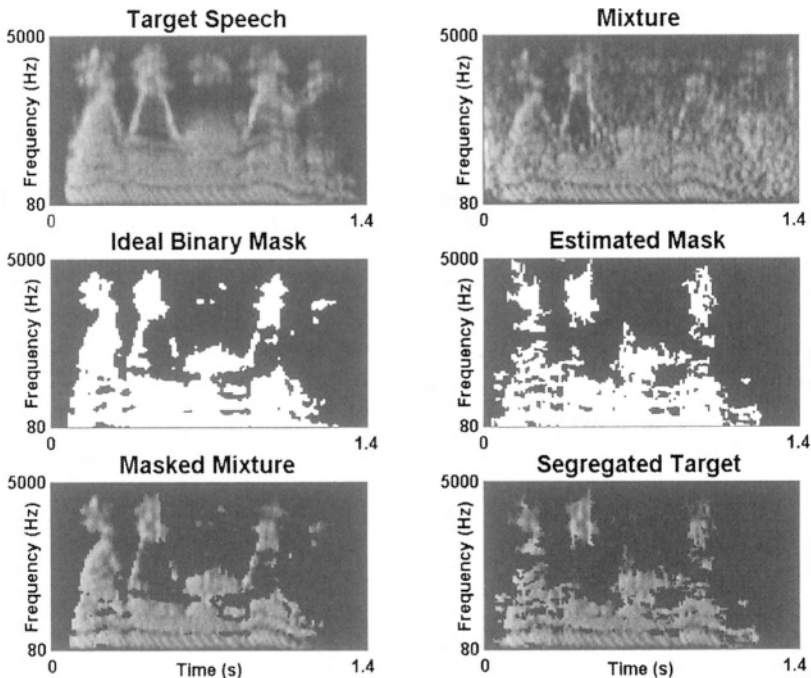 Target Speech
5000
Frequency (Hz)
80
0
1.4
Mixture
5000
Frequency (Hz)
80
0
1.4
Ideal Binary Mask
5000
Frequency (Hz)
80
0
1.4
Estimated Mask
5000
Frequency (Hz)
80
0
1.4
Masked Mixture
5000
Frequency (Hz)
80
0
Time (s)
1.4
Segregated Target
5000
Frequency (Hz)
80
0
Time (s)
1.4